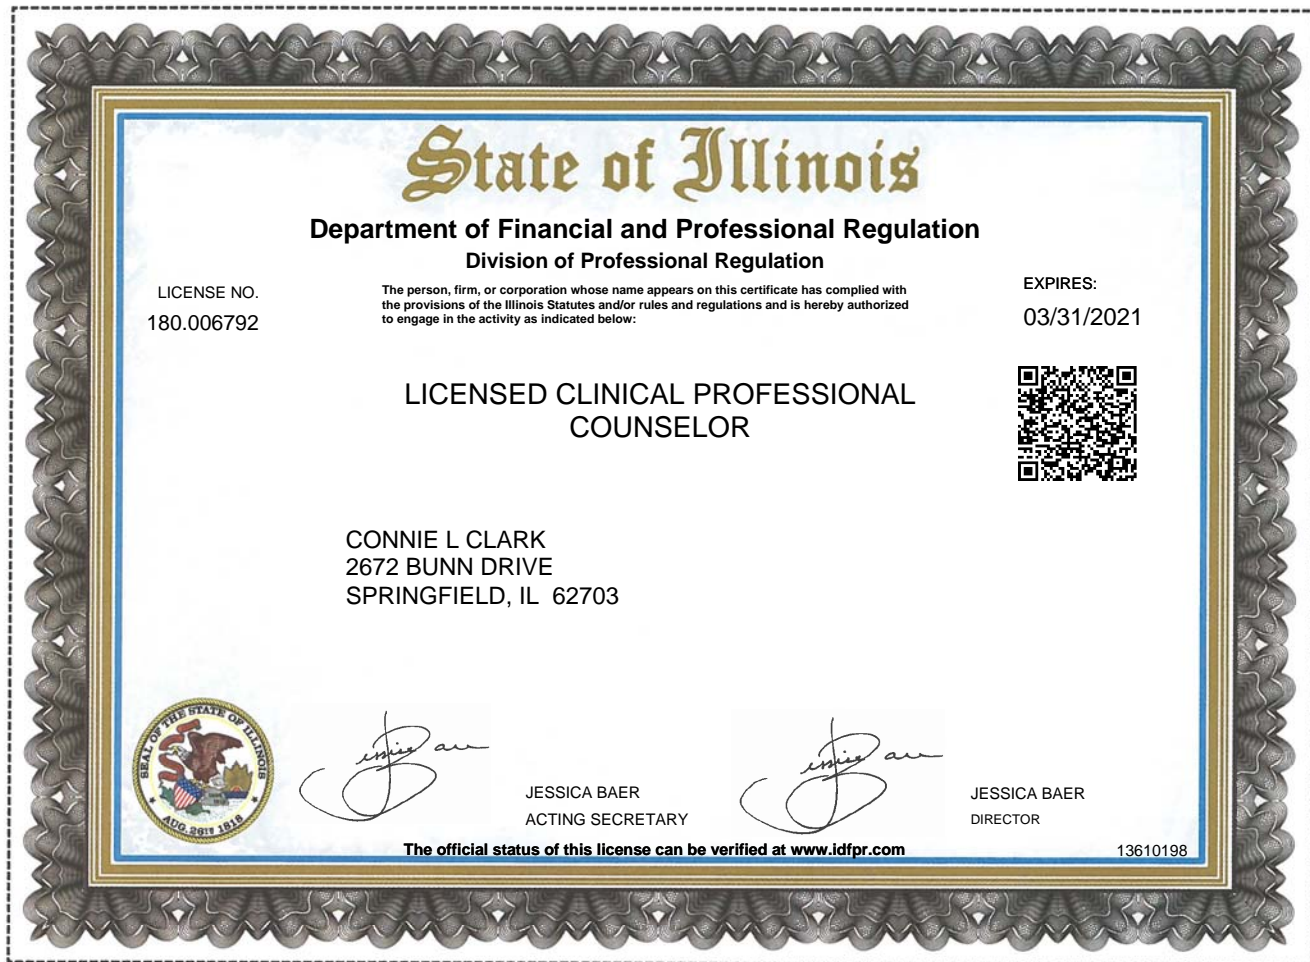 State of Illinois
Department of Financial and Professional Regulation
Division of Professional Regulation
LICENSE NO.
180.006792
The person, firm, or corporation whose name appears on this certificate has complied with
the provisions of the Illinois Statutes and/or rules and regulations and is hereby authorized
to engage in the activity as indicated below:
EXPIRES:
03/31/2021
LICENSED CLINICAL PROFESSIONAL
COUNSELOR
CONNIE L CLARK
2672 BUNN DRIVE
SPRINGFIELD, IL  62703
SEAL OF THE STATE OF ILLINOIS
AUG. 26TH 1818
JESSICA BAER
ACTING SECRETARY
JESSICA BAER
DIRECTOR
The official status of this license can be verified at www.idfpr.com
13610198